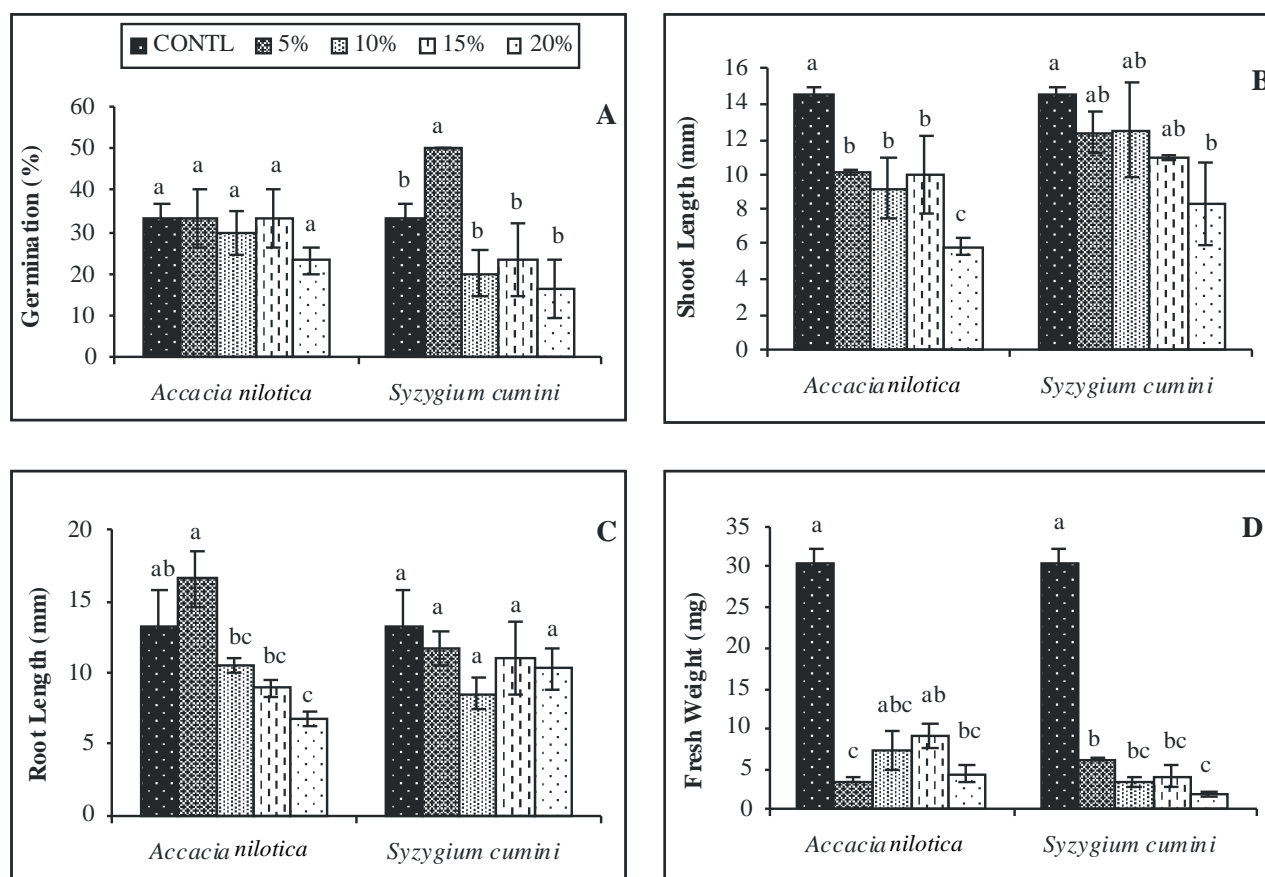 CONTL 5% 10% 15% 20%
A
Germination (%)
60
50
40
30
20
10
0
a a a a a b a b b b
Accacia nilotica Syzygium cumini
B
Shoot Length (mm)
16
14
12
10
8
6
4
2
0
a b b b c a ab ab ab b
Accacia nilotica Syzygium cumini
C
Root Length (mm)
20
15
10
5
0
ab a bc bc c a a a a a
Accacia nilotica Syzygium cumini
D
Fresh Weight (mg)
35
30
25
20
15
10
5
0
a c abc ab bc a b bc bc c
Accacia nilotica Syzygium cumini